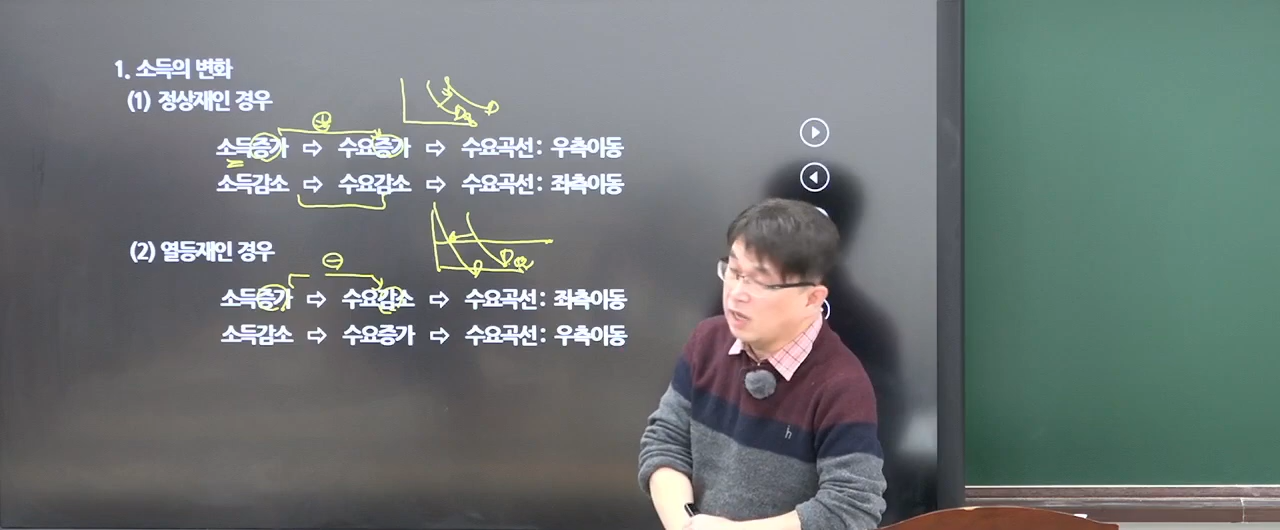 1. 소득의 변화
(1) 정상재인 경우
+
소득증가 ⇨ 수요증가 ⇨ 수요곡선: 우측이동
소득감소 ⇨ 수요감소 ⇨ 수요곡선: 좌측이동
(2) 열등재인 경우
−
소득증가 ⇨ 수요감소 ⇨ 수요곡선: 좌측이동
소득감소 ⇨ 수요증가 ⇨ 수요곡선: 우측이동
h